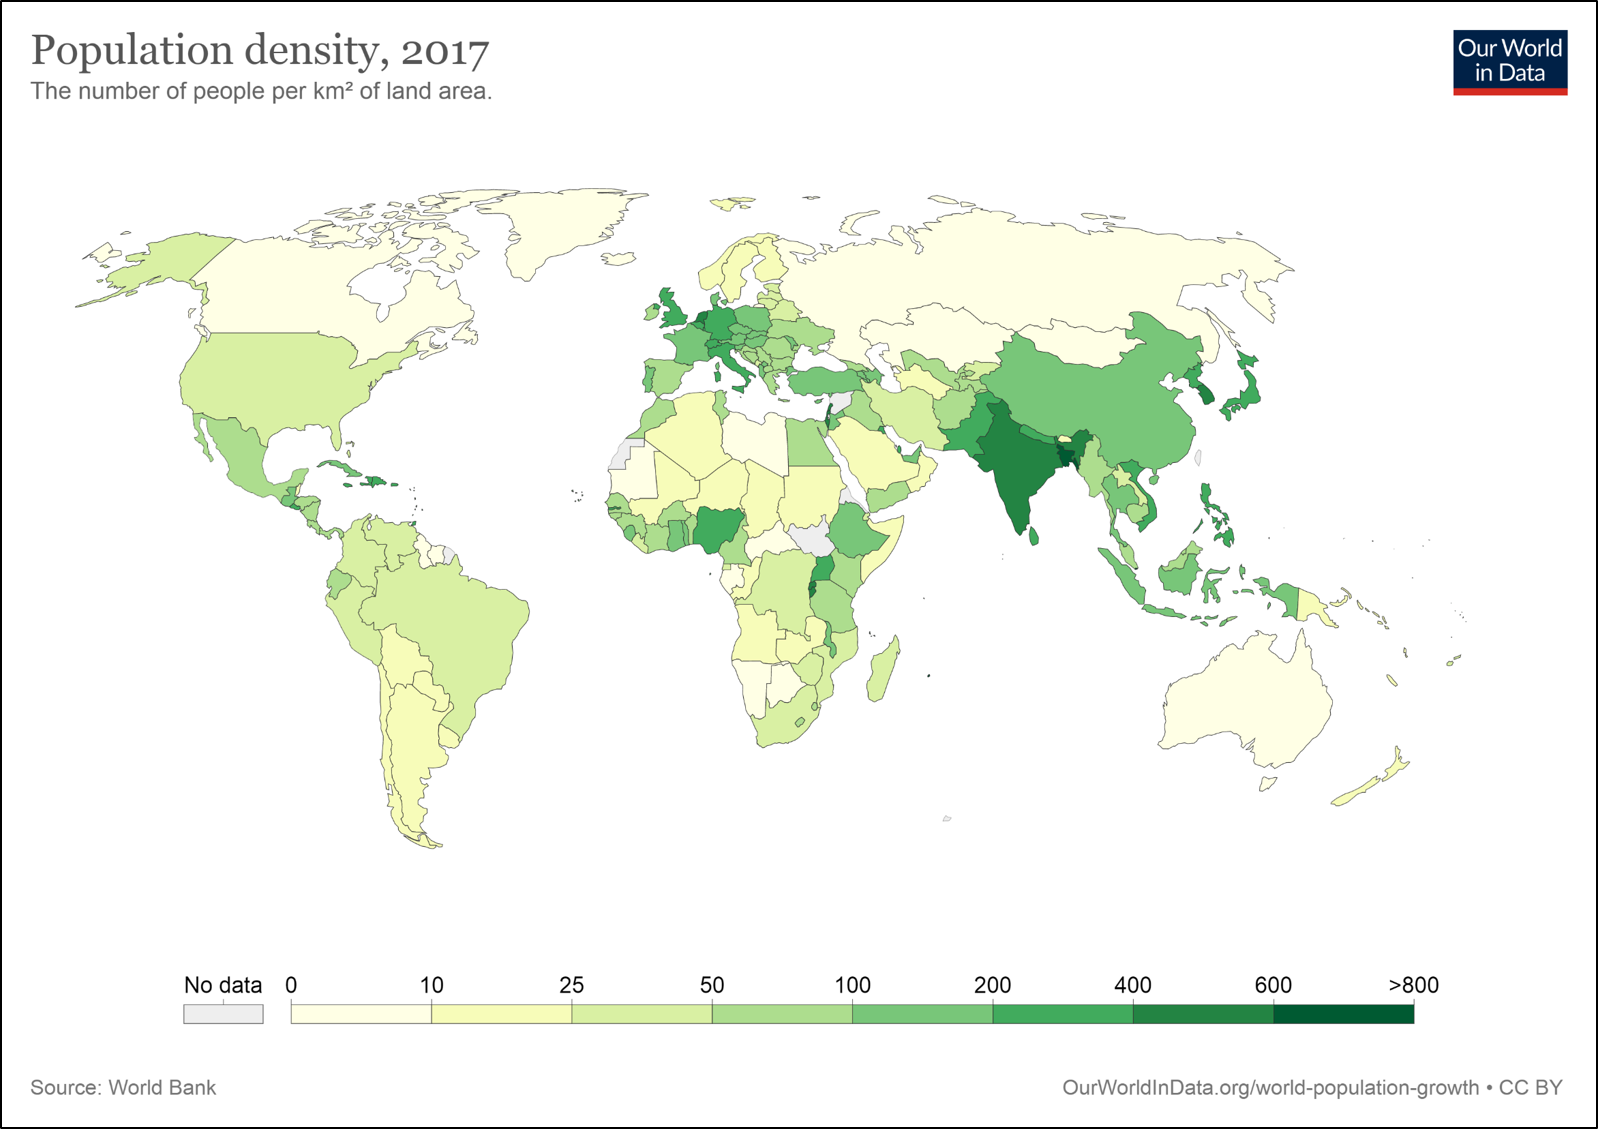 Population density, 2017
The number of people per km² of land area.
Our World
in Data
No data
0
10
25
50
100
200
400
600
>800
Source: World Bank
OurWorldInData.org/world-population-growth • CC BY